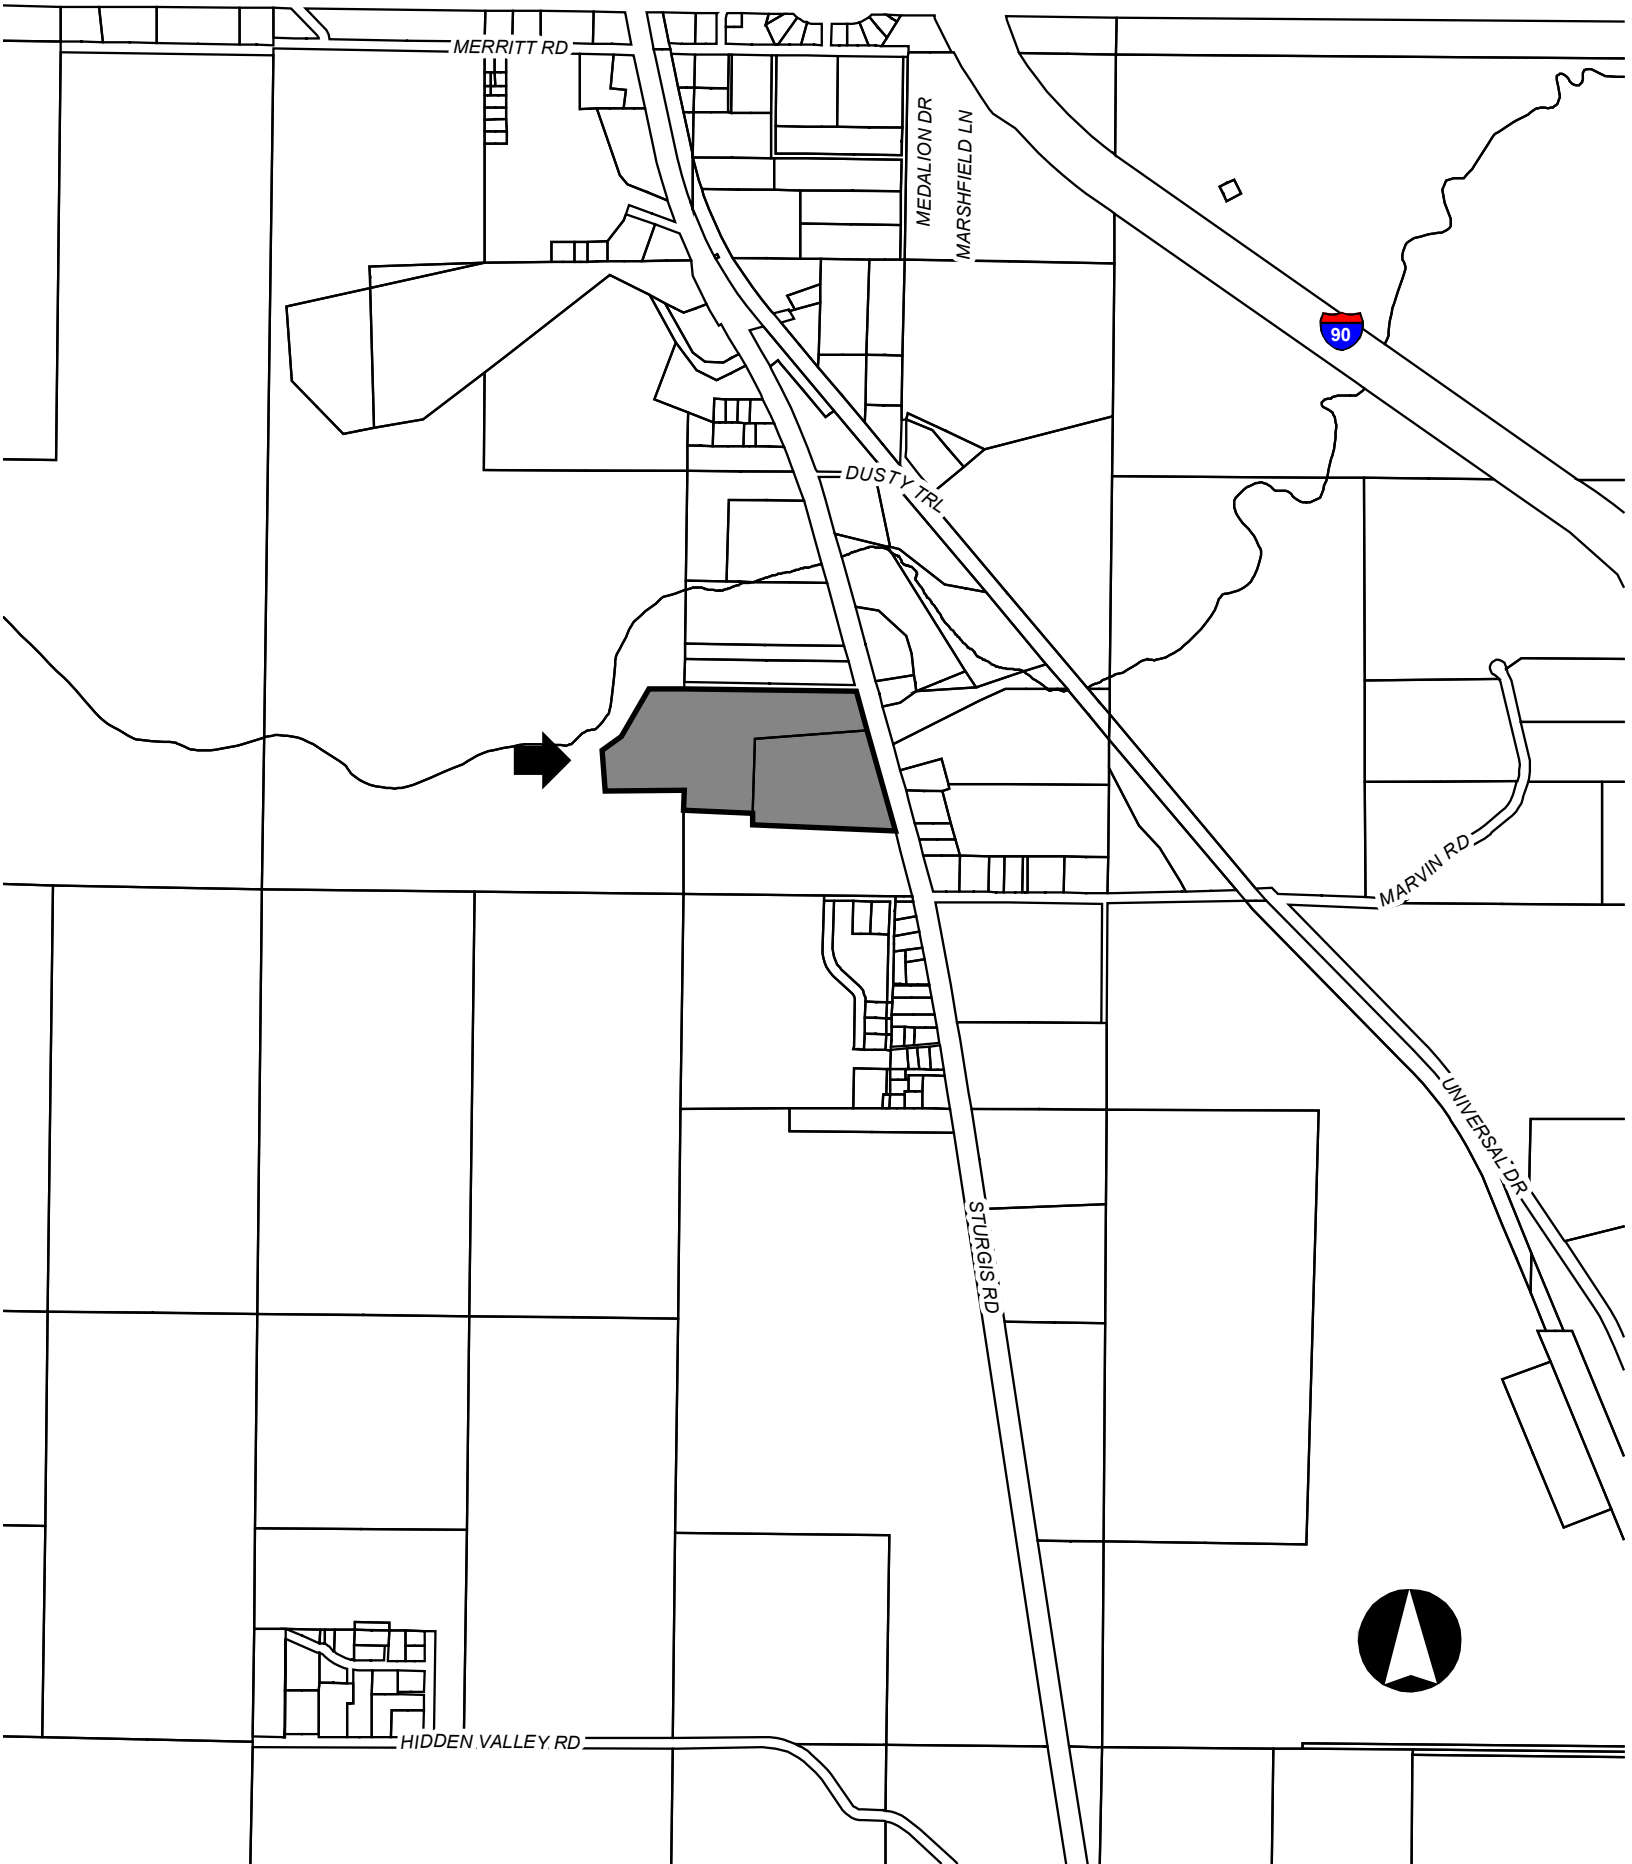 MERRITT RD
MEDALION DR
MARSHFIELD LN
90
DUSTY TRL
MARVIN RD
UNIVERSAL DR
STURGIS RD
HIDDEN VALLEY RD